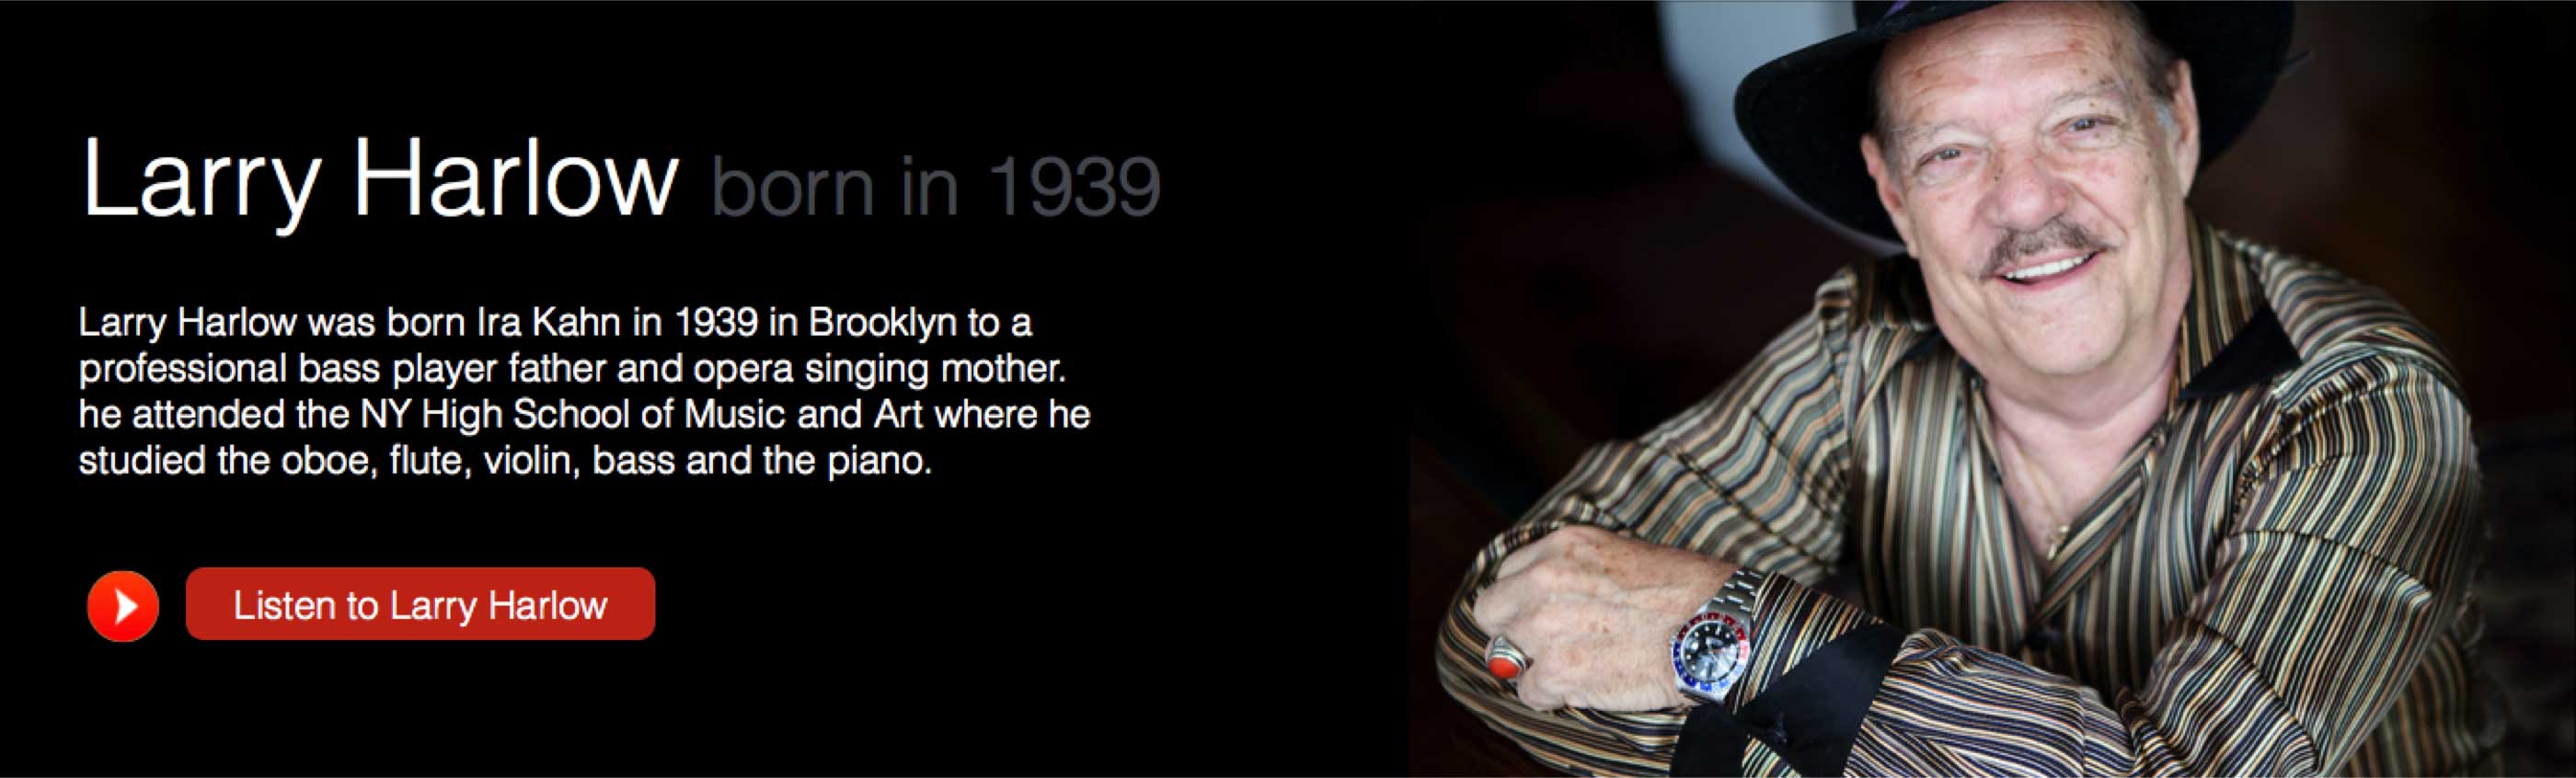 Larry Harlow born in 1939
Larry Harlow was born Ira Kahn in 1939 in Brooklyn to a
professional bass player father and opera singing mother.
he attended the NY High School of Music and Art where he
studied the oboe, flute, violin, bass and the piano.
Listen to Larry Harlow